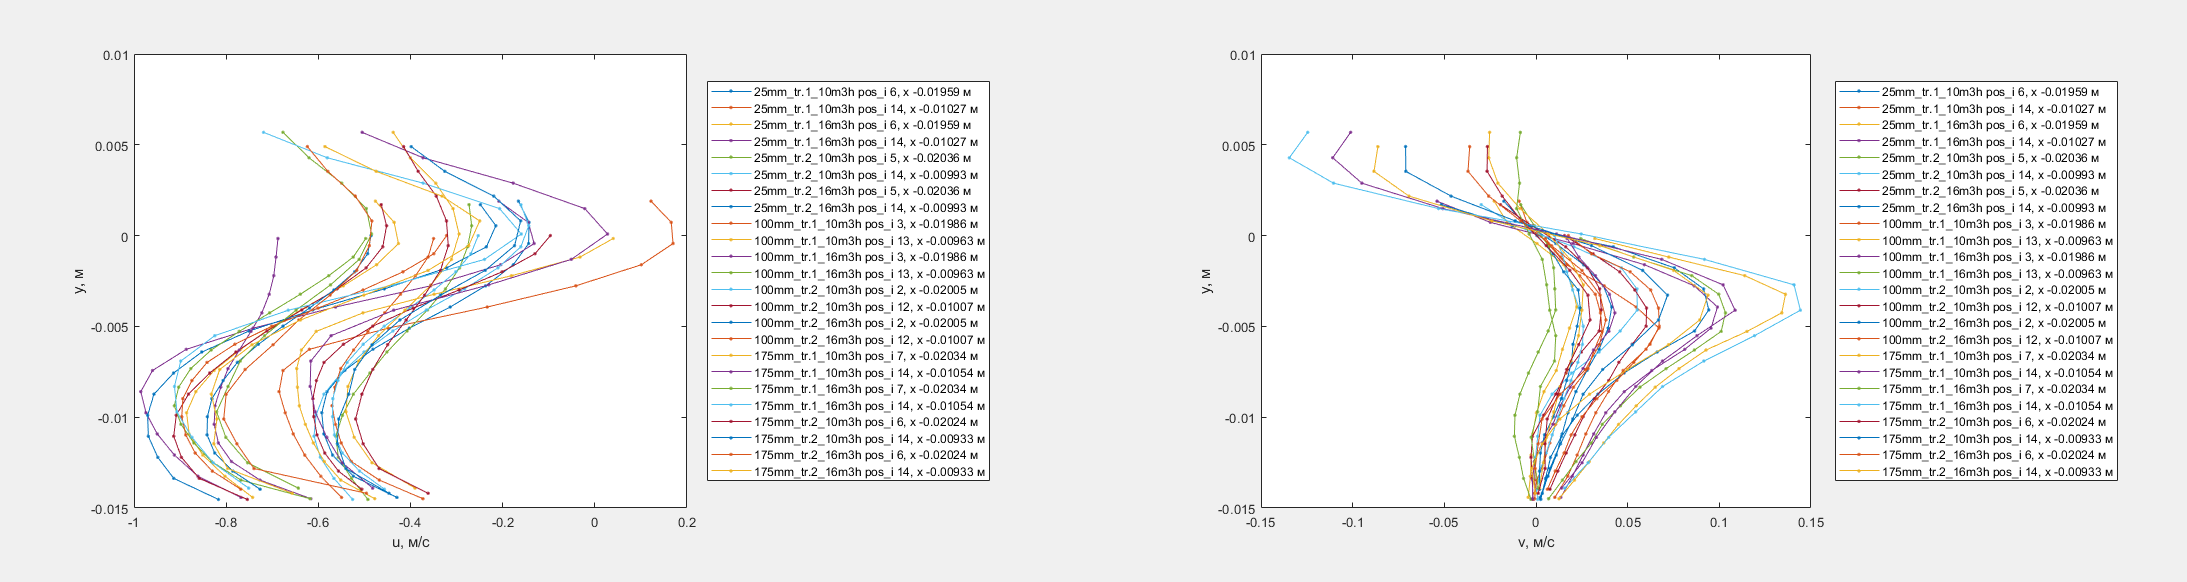 0.01
0.005
0
-0.005
-0.01
-0.015
y, м
-1
-0.8
-0.6
-0.4
-0.2
0
0.2
u, м/с
25mm_tr.1_10m3h pos_i 6, x -0.01959 м
25mm_tr.1_10m3h pos_i 14, x -0.01027 м
25mm_tr.1_16m3h pos_i 6, x -0.01959 м
25mm_tr.1_16m3h pos_i 14, x -0.01027 м
25mm_tr.2_10m3h pos_i 5, x -0.02036 м
25mm_tr.2_10m3h pos_i 14, x -0.00993 м
25mm_tr.2_16m3h pos_i 5, x -0.02036 м
25mm_tr.2_16m3h pos_i 14, x -0.00993 м
100mm_tr.1_10m3h pos_i 3, x -0.01986 м
100mm_tr.1_10m3h pos_i 13, x -0.00963 м
100mm_tr.1_16m3h pos_i 3, x -0.01986 м
100mm_tr.1_16m3h pos_i 13, x -0.00963 м
100mm_tr.2_10m3h pos_i 2, x -0.02005 м
100mm_tr.2_10m3h pos_i 12, x -0.01007 м
100mm_tr.2_16m3h pos_i 2, x -0.02005 м
100mm_tr.2_16m3h pos_i 12, x -0.01007 м
175mm_tr.1_10m3h pos_i 7, x -0.02034 м
175mm_tr.1_10m3h pos_i 14, x -0.01054 м
175mm_tr.1_16m3h pos_i 7, x -0.02034 м
175mm_tr.1_16m3h pos_i 14, x -0.01054 м
175mm_tr.2_10m3h pos_i 6, x -0.02024 м
175mm_tr.2_10m3h pos_i 14, x -0.00933 м
175mm_tr.2_16m3h pos_i 6, x -0.02024 м
175mm_tr.2_16m3h pos_i 14, x -0.00933 м
0.01
0.005
0
-0.005
-0.01
-0.015
y, м
-0.15
-0.1
-0.05
0
0.05
0.1
0.15
v, м/с
25mm_tr.1_10m3h pos_i 6, x -0.01959 м
25mm_tr.1_10m3h pos_i 14, x -0.01027 м
25mm_tr.1_16m3h pos_i 6, x -0.01959 м
25mm_tr.1_16m3h pos_i 14, x -0.01027 м
25mm_tr.2_10m3h pos_i 5, x -0.02036 м
25mm_tr.2_10m3h pos_i 14, x -0.00993 м
25mm_tr.2_16m3h pos_i 5, x -0.02036 м
25mm_tr.2_16m3h pos_i 14, x -0.00993 м
100mm_tr.1_10m3h pos_i 3, x -0.01986 м
100mm_tr.1_10m3h pos_i 13, x -0.00963 м
100mm_tr.1_16m3h pos_i 3, x -0.01986 м
100mm_tr.1_16m3h pos_i 13, x -0.00963 м
100mm_tr.2_10m3h pos_i 2, x -0.02005 м
100mm_tr.2_10m3h pos_i 12, x -0.01007 м
100mm_tr.2_16m3h pos_i 2, x -0.02005 м
100mm_tr.2_16m3h pos_i 12, x -0.01007 м
175mm_tr.1_10m3h pos_i 7, x -0.02034 м
175mm_tr.1_10m3h pos_i 14, x -0.01054 м
175mm_tr.1_16m3h pos_i 7, x -0.02034 м
175mm_tr.1_16m3h pos_i 14, x -0.01054 м
175mm_tr.2_10m3h pos_i 6, x -0.02024 м
175mm_tr.2_10m3h pos_i 14, x -0.00933 м
175mm_tr.2_16m3h pos_i 6, x -0.02024 м
175mm_tr.2_16m3h pos_i 14, x -0.00933 м